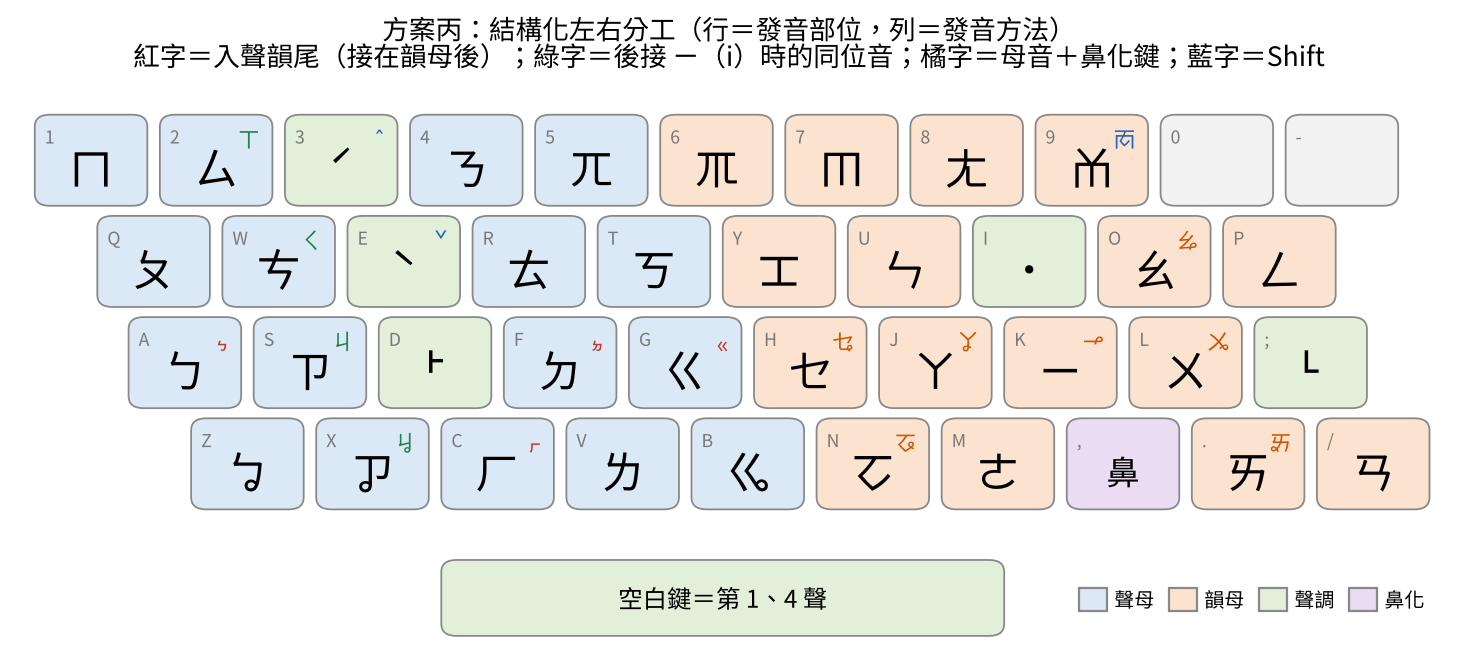 方案丙：結構化左右分工（行＝發音部位，列＝發音方法）
紅字＝入聲韻尾（接在韻母後）；綠字＝後接 ㄧ（i）時的同位音；橘字＝母音＋鼻化鍵；藍字＝Shift
1 ㄇ 2 ㄙ ㄒ 3 ˊ ˆ 4 ㄋ 5 ㄫ 6 ㆭ 7 ㆬ 8 ㄤ 9 ㆰ ㆱ 0 -
Q ㄆ W ㄘ ㄑ E ˋ ˇ R ㄊ T ㄎ Y ㆲ U ㄣ I ˙ O ㄠ ㆯ P ㄥ
A ㄅ ㆴ S ㄗ ㄐ D ˫ F ㄉ ㆵ G ㄍ ㆶ H ㆤ ㆥ J ㄚ ㆩ K ㄧ ㆪ L ㄨ ㆫ ; ˪
Z ㆠ X ㆡ ㆢ C ㄏ ㆷ V ㄌ B ㆣ N ㆦ ㆧ M ㄜ , 鼻 . ㄞ ㆮ / ㄢ
空白鍵＝第 1、4 聲
聲母 韻母 聲調 鼻化